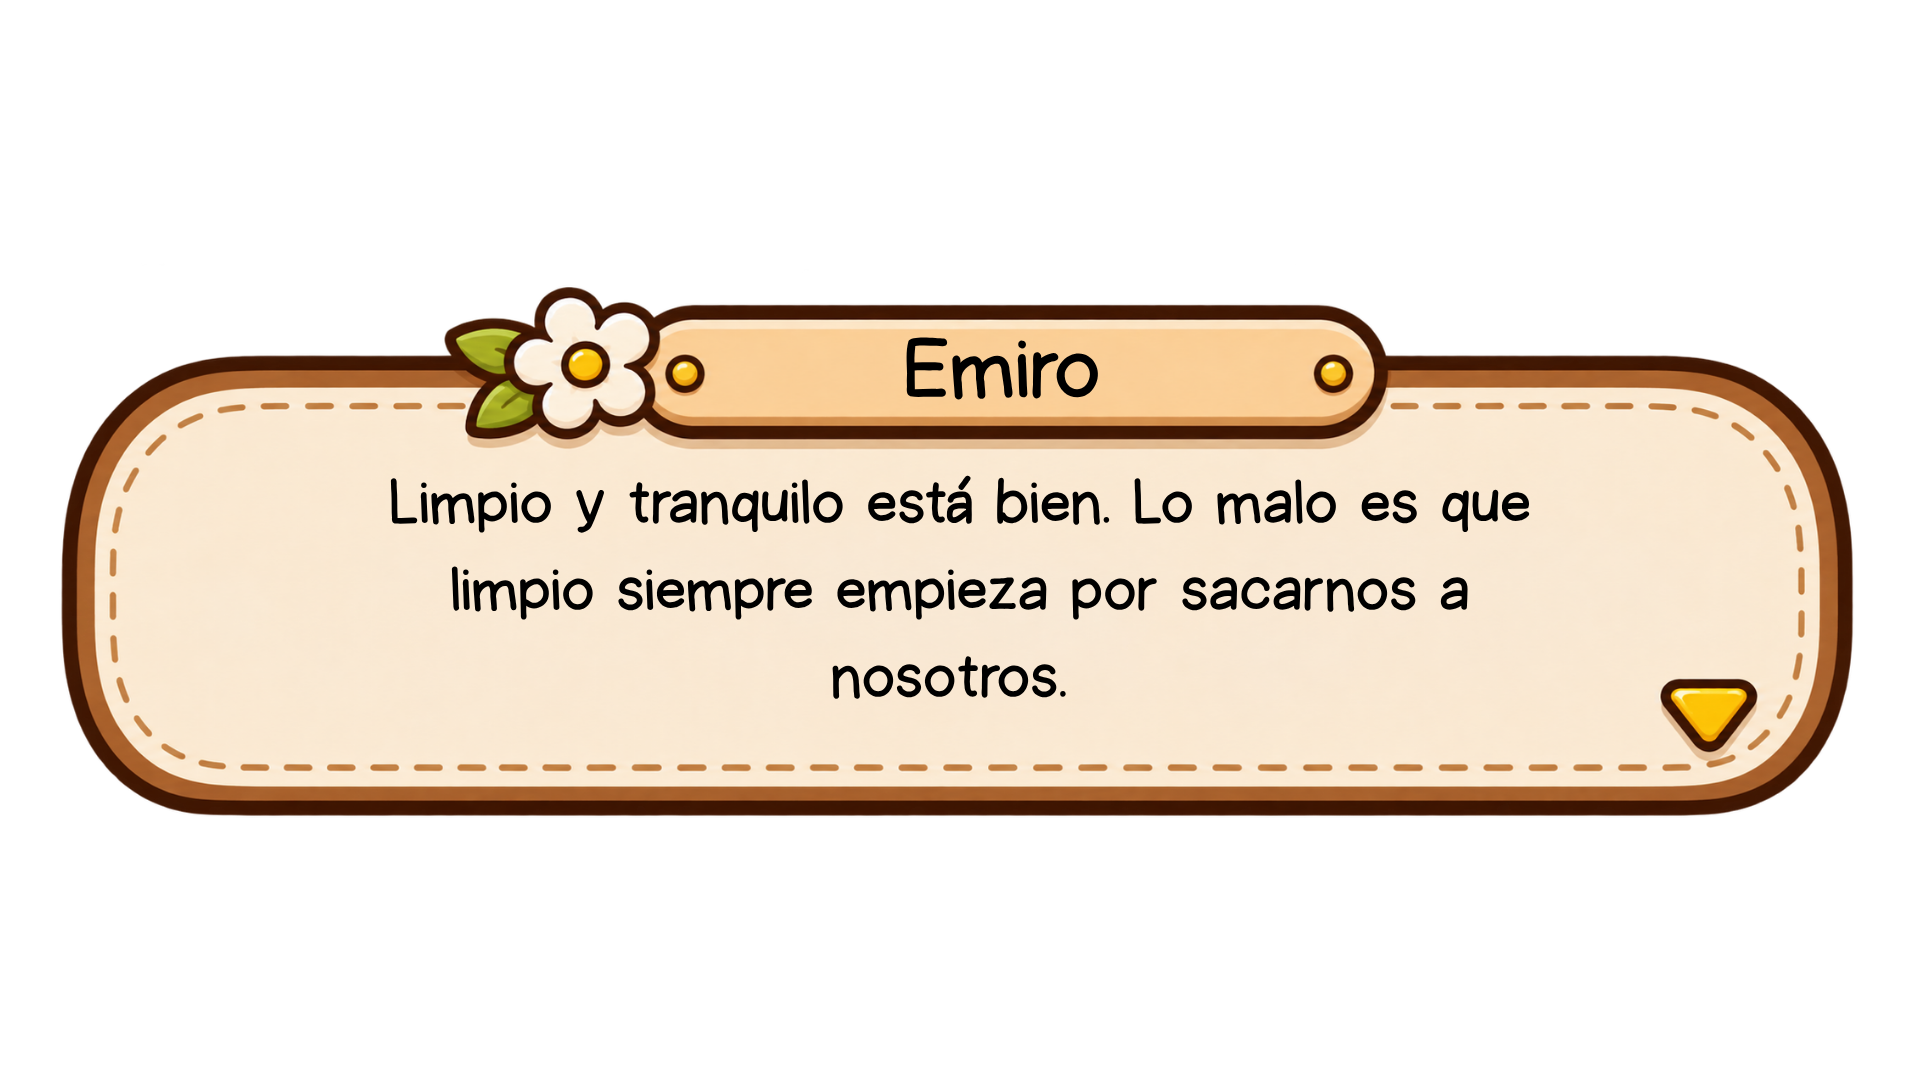 Emiro
Limpio y tranquilo está bien. Lo malo es que
limpio siempre empieza por sacarnos a
nosotros.